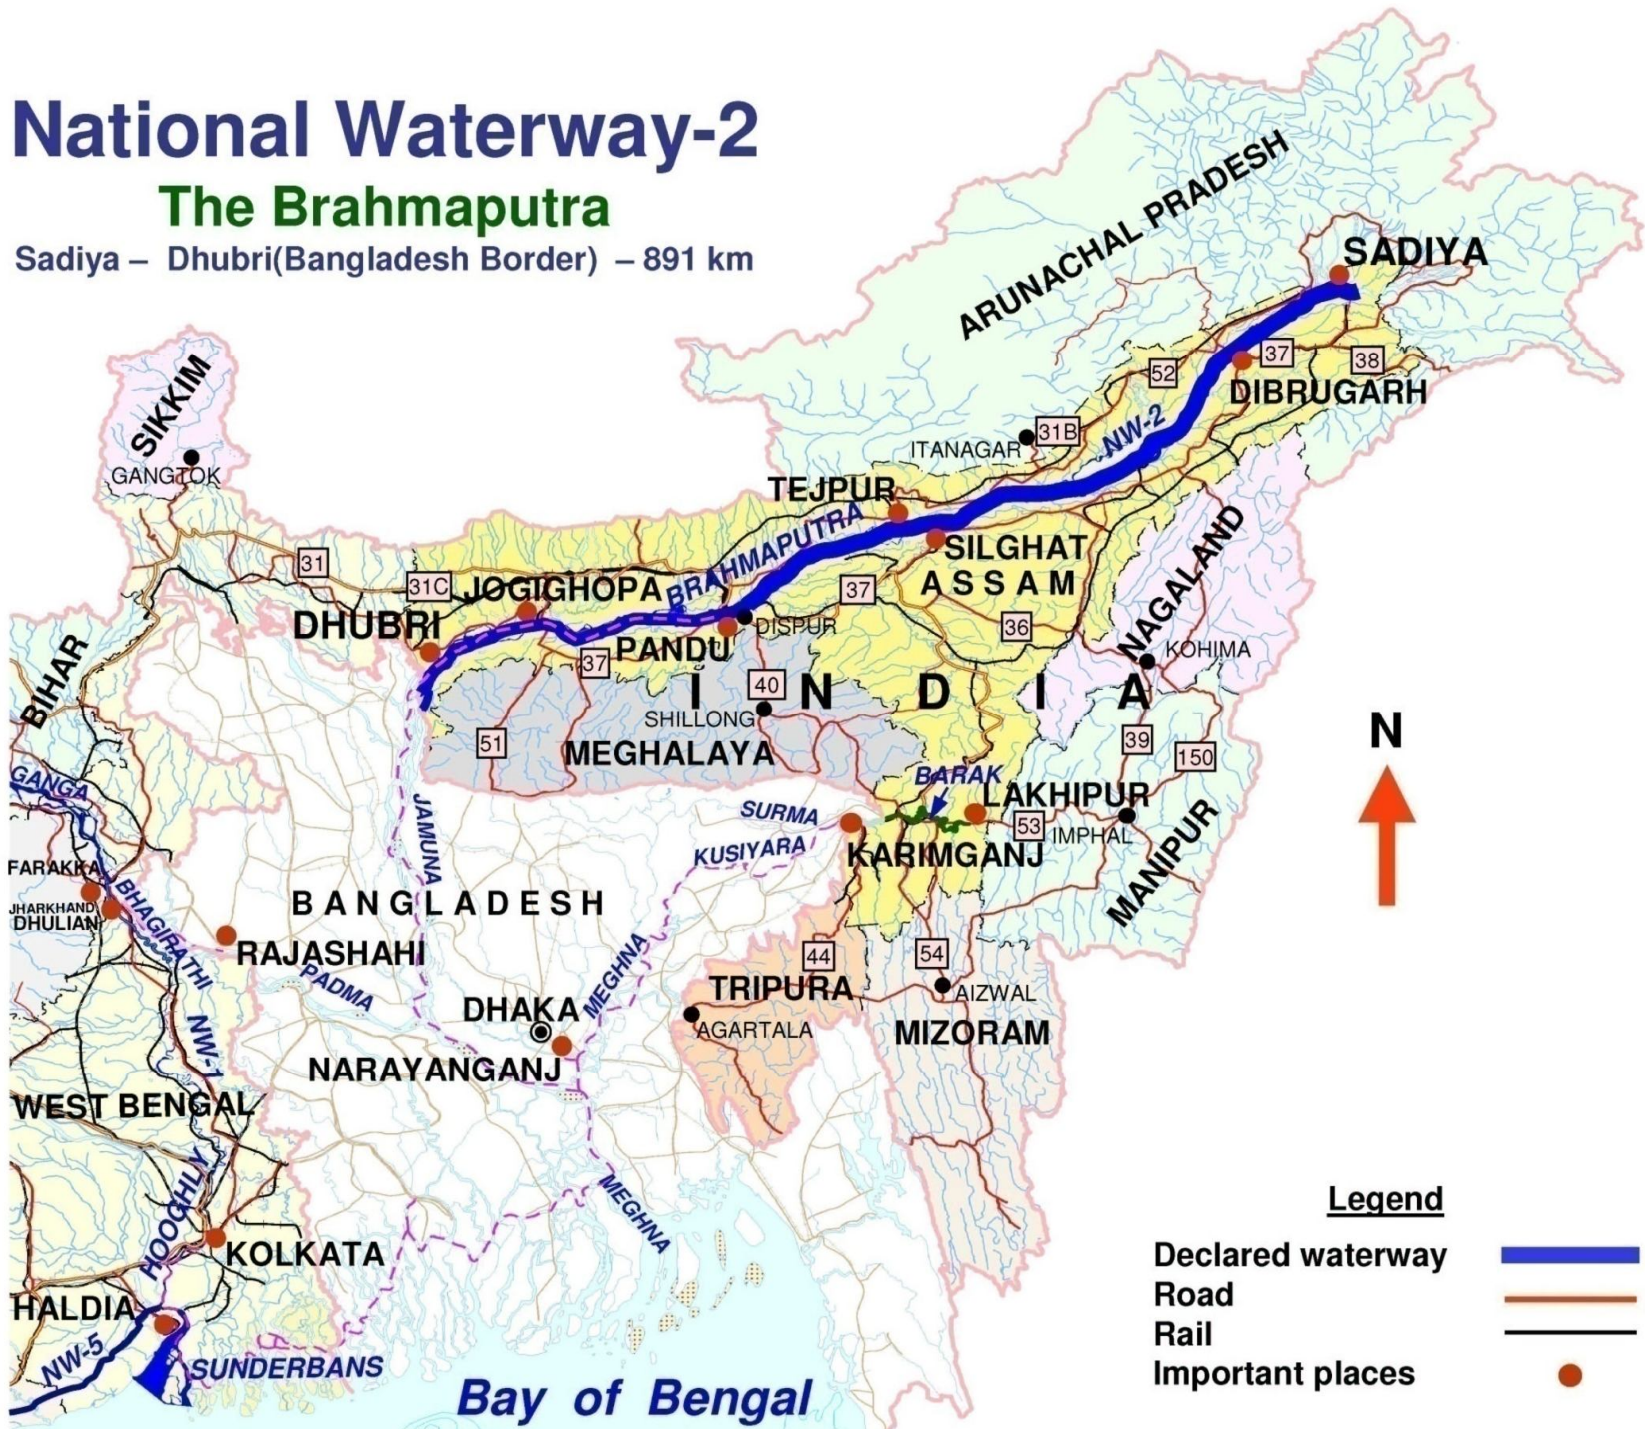 National Waterway-2
The Brahmaputra
Sadiya – Dhubri(Bangladesh Border) – 891 km
ARUNACHAL PRADESH
SADIYA
37
38
52
DIBRUGARH
SIKKIM
GANGTOK
ITANAGAR
31B
NW-2
TEJPUR
BRAHMAPUTRA
SILGHAT
ASSAM
NAGALAND
31
31C
JOGIGHOPA
37
DHUBRI
PANDU
DISPUR
36
KOHIMA
37
BIHAR
INDIA
40
SHILLONG
51
MEGHALAYA
39
150
GANGA
JAMUNA
BARAK
LAKHIPUR
SURMA
53
IMPHAL
KUSIYARA
KARIMGANJ
MANIPUR
N
FARAKKA
JHARKHAND
DHULIAN
BHAGIRATHI
BANGLADESH
RAJASHAHI
PADMA
MEGHNA
44
54
TRIPURA
AIZWAL
DHAKA
AGARTALA
MIZORAM
NARAYANGANJ
NW-1
WEST BENGAL
HOOGHLY
MEGHNA
KOLKATA
HALDIA
NW-5
SUNDERBANS
Bay of Bengal
Legend
Declared waterway
Road
Rail
Important places